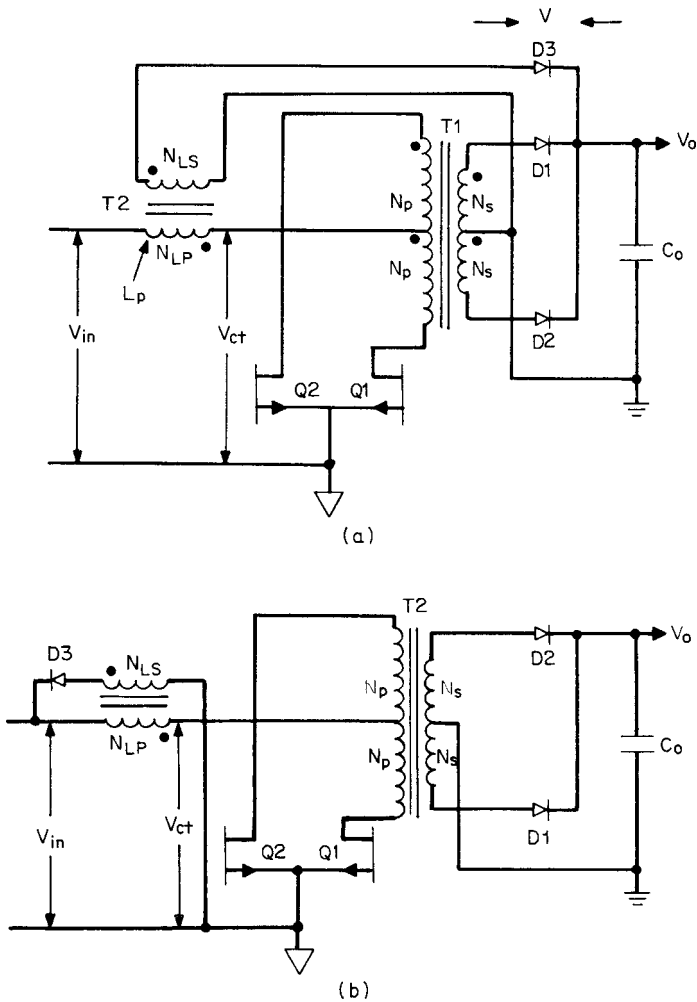 V
D3
T1
Vo
D1
NLS
T2
Np
Ns
NLP
Np
Ns
Co
Lp
Vin
Vct
D2
Q2
Q1
(a)
T2
D3
NLS
Vo
D2
Np
Ns
NLP
Np
Ns
Co
Vin
Vct
D1
Q2
Q1
(b)